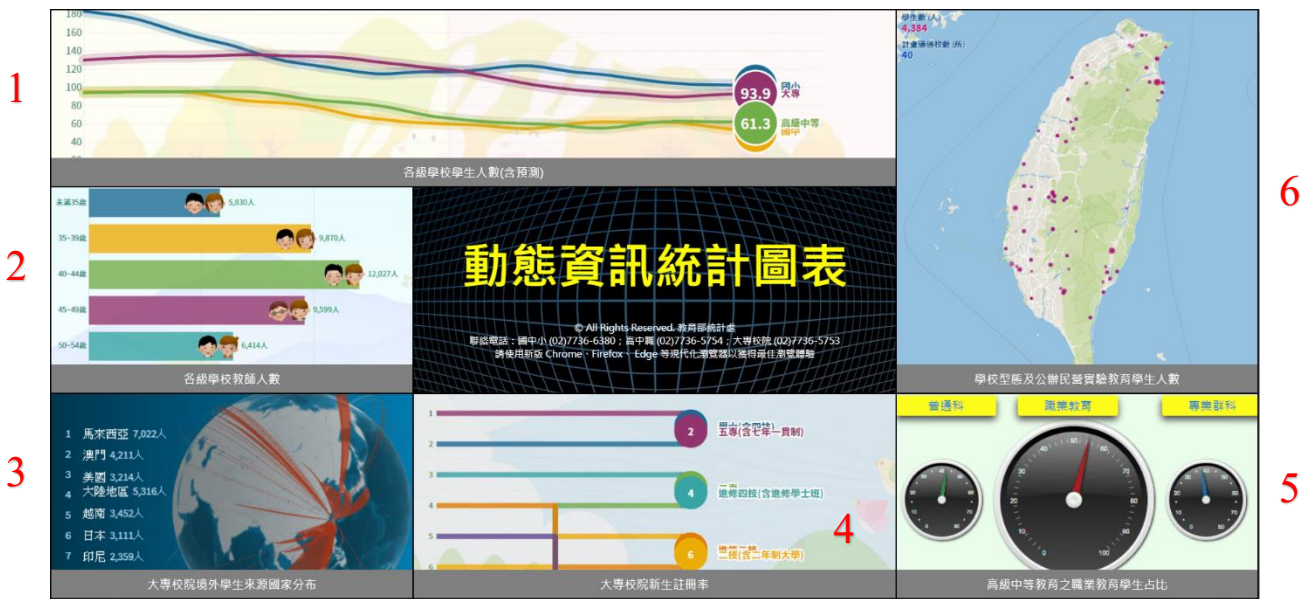 1
180
160
140
120
100
80
60
40
93.9
大專
61.3
高級中等
各級學校學生人數(含預測)
2
未滿35歲
5,830人
35-39歲
9,870人
40-44歲
12,027人
45-49歲
9,599人
50-54歲
6,414人
各級學校教師人數
動態資訊統計圖表
© All Rights Reserved. 教育部統計處
聯絡電話:國中小 (02)7736-6380;高中職 (02)7736-5754;大專校院 (02)7736-5753
請使用新版 Chrome、Firefox、 Edge 等現代化瀏覽器以獲得最佳瀏覽體驗
學生數 (人)
4,384
計畫通過校數 (所)
40
學校型態及公辦民營實驗教育學生人數
6
3
1 馬來西亞 7,022人
2 澳門 4,211人
3 美國 3,214人
4 大陸地區 5,316人
5 越南 3,452人
6 日本 3,111人
7 印尼 2,359人
大專校院境外學生來源國家分布
1
2
3
4
5
6
2
五專(含七年一貫制)
4
進修四技(含進修學士班)
6
二技(含二年制大學)
4
大專校院新生註冊率
普通科
職業教育
專業群科
0
10
20
30
40
50
60
70
80
90
100
高級中等教育之職業教育學生占比
5